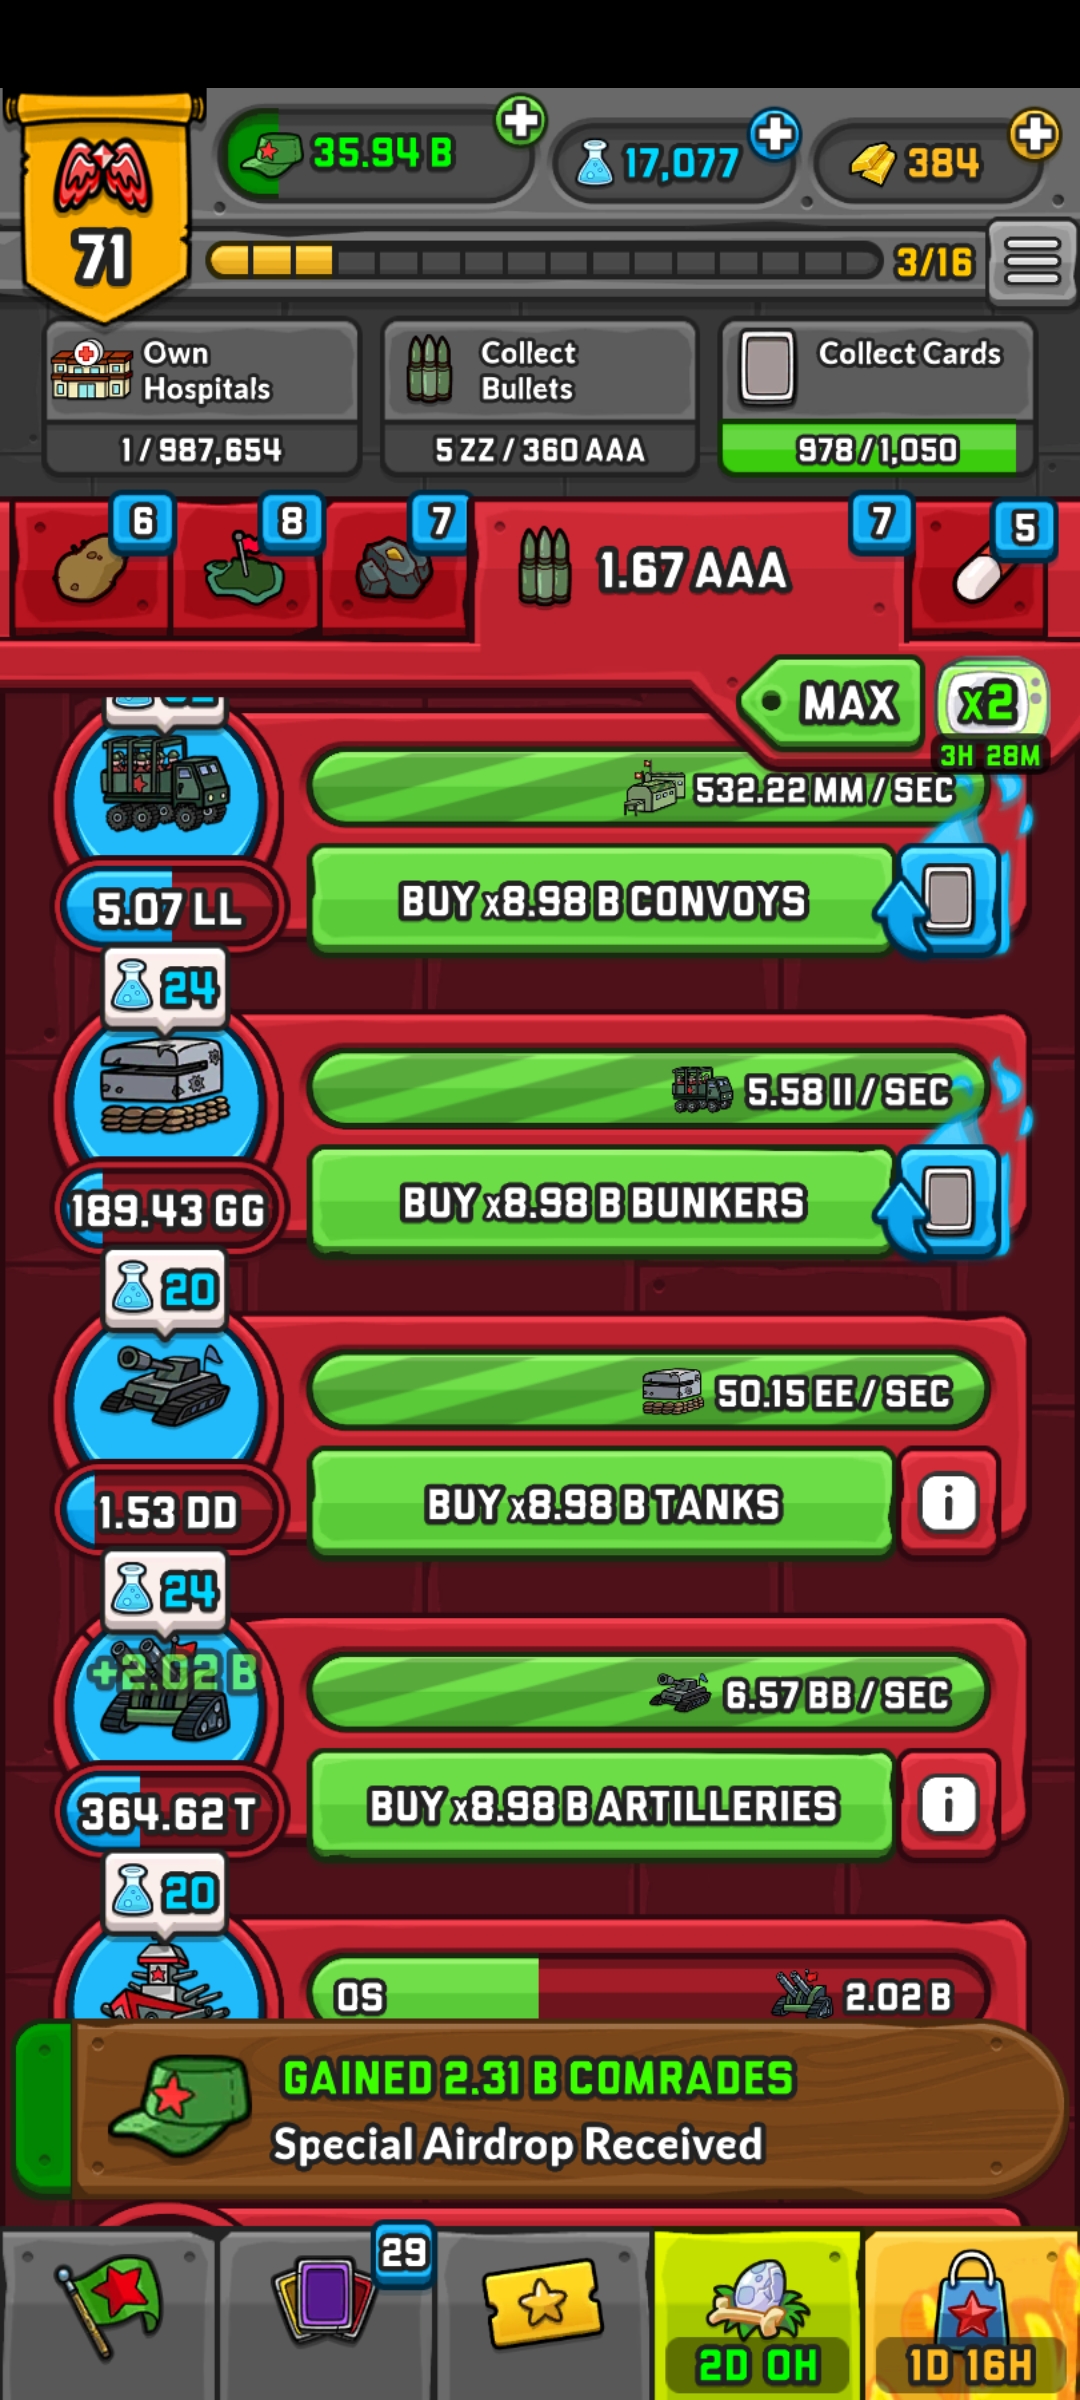 71
35.94 B
17,077
384
3/16
Own
Hospitals
1/987,654
Collect
Bullets
5 ZZ/360 AAA
Collect Cards
978/1,050
6
8
7
1.67 AAA
7
5
MAX
x2
3H 28M
532.22 MM/SEC
BUY x8.98 B CONVOYS
5.07 LL
24
5.58 II/SEC
BUY x8.98 B BUNKERS
189.43 GG
20
50.15 EE/SEC
BUY x8.98 B TANKS
1.53 DD
24
+2.02 B
6.57 BB/SEC
BUY x8.98 B ARTILLERIES
364.62 T
20
0S
2.02 B
GAINED 2.31 B COMRADES
Special Airdrop Received
29
2D 0H
1D 16H